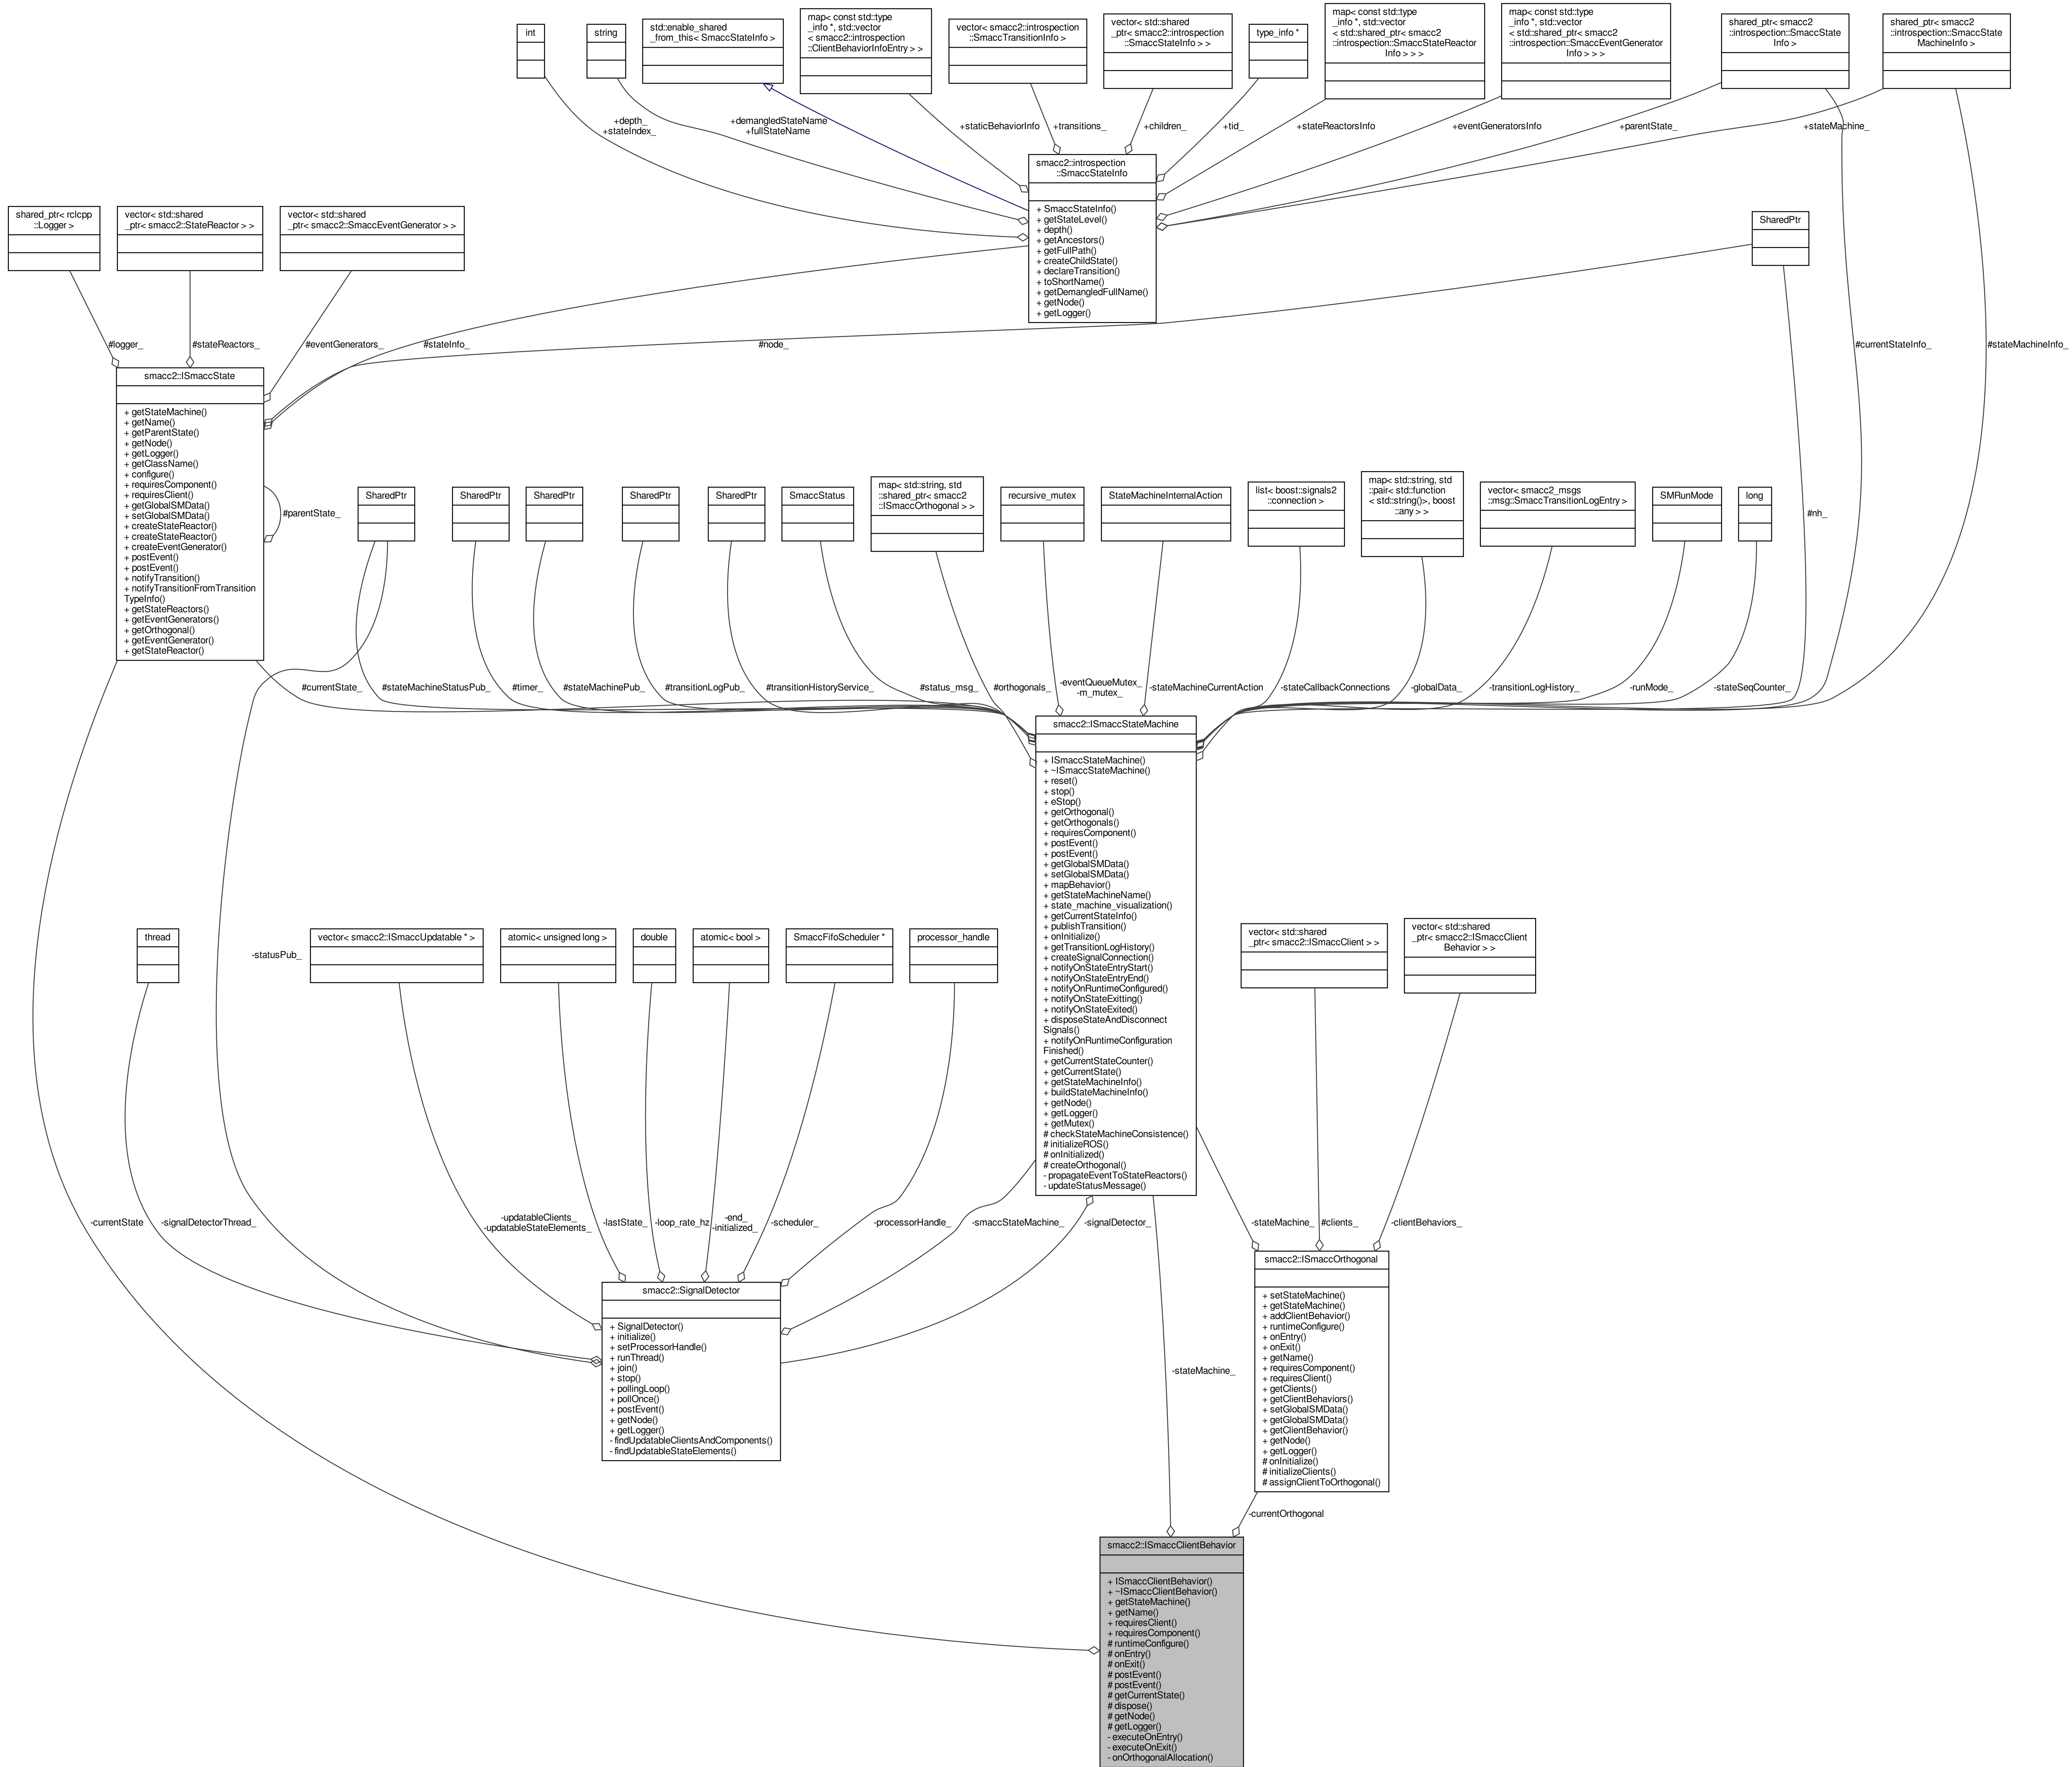 int
string
std::enable_shared
_from_this< SmaccStateInfo >
map< const std::type
_info *, std::vector
< smacc2::introspection
::ClientBehaviorInfoEntry > >
vector< smacc2::introspection
::SmaccTransitionInfo >
vector< std::shared
_ptr< smacc2::introspection
::SmaccStateInfo > >
type_info *
map< const std::type
_info *, std::vector
< std::shared_ptr< smacc2
::introspection::SmaccStateReactor
Info > > >
map< const std::type
_info *, std::vector
< std::shared_ptr< smacc2
::introspection::SmaccEventGenerator
Info > > >
shared_ptr< smacc2
::introspection::SmaccState
Info >
shared_ptr< smacc2
::introspection::SmaccState
MachineInfo >
+depth_
+stateIndex_
+demangledStateName
+fullStateName
+staticBehaviorInfo
+transitions_
+children_
+tid_
+stateReactorsInfo
+eventGeneratorsInfo
+parentState_
+stateMachine_
smacc2::introspection
::SmaccStateInfo
+ SmaccStateInfo()
+ getStateLevel()
+ depth()
+ getAncestors()
+ getFullPath()
+ createChildState()
+ declareTransition()
+ toShortName()
+ getDemangledFullName()
+ getNode()
+ getLogger()
shared_ptr< rclcpp
::Logger >
vector< std::shared
_ptr< smacc2::StateReactor > >
vector< std::shared
_ptr< smacc2::SmaccEventGenerator > >
SharedPtr
#logger_
#stateReactors_
#eventGenerators_
#stateInfo_
#node_
#currentStateInfo_
#stateMachineInfo_
smacc2::ISmaccState
+ getStateMachine()
+ getName()
+ getParentState()
+ getNode()
+ getLogger()
+ getClassName()
+ configure()
+ requiresComponent()
+ requiresClient()
+ getGlobalSMData()
+ setGlobalSMData()
+ createStateReactor()
+ createStateReactor()
+ createEventGenerator()
+ postEvent()
+ postEvent()
+ notifyTransition()
+ notifyTransitionFromTransition
TypeInfo()
+ getStateReactors()
+ getEventGenerators()
+ getOrthogonal()
+ getEventGenerator()
+ getStateReactor()
#parentState_
SharedPtr
SharedPtr
SharedPtr
SharedPtr
SharedPtr
SmaccStatus
map< std::string, std
::shared_ptr< smacc2
::ISmaccOrthogonal > >
recursive_mutex
StateMachineInternalAction
list< boost::signals2
::connection >
map< std::string, std
::pair< std::function
< std::string()>, boost
::any > >
vector< smacc2_msgs
::msg::SmaccTransitionLogEntry >
SMRunMode
long
#nh_
#currentState_
#stateMachineStatusPub_
#timer_
#stateMachinePub_
#transitionLogPub_
#transitionHistoryService_
#status_msg_
#orthogonals_
-eventQueueMutex_
-m_mutex_
-stateMachineCurrentAction
-stateCallbackConnections
-globalData_
-transitionLogHistory_
-runMode_
-stateSeqCounter_
smacc2::ISmaccStateMachine
+ ISmaccStateMachine()
+ ~ISmaccStateMachine()
+ reset()
+ stop()
+ eStop()
+ getOrthogonal()
+ getOrthogonals()
+ requiresComponent()
+ postEvent()
+ postEvent()
+ getGlobalSMData()
+ setGlobalSMData()
+ mapBehavior()
+ getStateMachineName()
+ state_machine_visualization()
+ getCurrentStateInfo()
+ publishTransition()
+ onInitialize()
+ getTransitionLogHistory()
+ createSignalConnection()
+ notifyOnStateEntryStart()
+ notifyOnStateEntryEnd()
+ notifyOnRuntimeConfigured()
+ notifyOnStateExitting()
+ notifyOnStateExited()
+ disposeStateAndDisconnect
Signals()
+ notifyOnRuntimeConfiguration
Finished()
+ getCurrentStateCounter()
+ getCurrentState()
+ getStateMachineInfo()
+ buildStateMachineInfo()
+ getNode()
+ getLogger()
+ getMutex()
# checkStateMachineConsistence()
# initializeROS()
# onInitialized()
# createOrthogonal()
- propagateEventToStateReactors()
- updateStatusMessage()
thread
-statusPub_
vector< smacc2::ISmaccUpdatable * >
atomic< unsigned long >
double
atomic< bool >
SmaccFifoScheduler *
processor_handle
vector< std::shared
_ptr< smacc2::ISmaccClient > >
vector< std::shared
_ptr< smacc2::ISmaccClient
Behavior > >
-currentState
-signalDetectorThread_
-updatableClients_
-updatableStateElements_
-lastState_
-loop_rate_hz
-end_
-initialized_
-scheduler_
-processorHandle_
-smaccStateMachine_
-signalDetector_
-stateMachine_
#clients_
-clientBehaviors_
smacc2::SignalDetector
+ SignalDetector()
+ initialize()
+ setProcessorHandle()
+ runThread()
+ join()
+ stop()
+ pollingLoop()
+ pollOnce()
+ postEvent()
+ getNode()
+ getLogger()
- findUpdatableClientsAndComponents()
- findUpdatableStateElements()
-stateMachine_
smacc2::ISmaccOrthogonal
+ setStateMachine()
+ getStateMachine()
+ addClientBehavior()
+ runtimeConfigure()
+ onEntry()
+ onExit()
+ getName()
+ requiresComponent()
+ requiresClient()
+ getClients()
+ getClientBehaviors()
+ setGlobalSMData()
+ getGlobalSMData()
+ getClientBehavior()
+ getNode()
+ getLogger()
# onInitialize()
# initializeClients()
# assignClientToOrthogonal()
-currentOrthogonal
smacc2::ISmaccClientBehavior
+ ISmaccClientBehavior()
+ ~ISmaccClientBehavior()
+ getStateMachine()
+ getName()
+ requiresClient()
+ requiresComponent()
# runtimeConfigure()
# onEntry()
# onExit()
# postEvent()
# postEvent()
# getCurrentState()
# dispose()
# getNode()
# getLogger()
- executeOnEntry()
- executeOnExit()
- onOrthogonalAllocation()